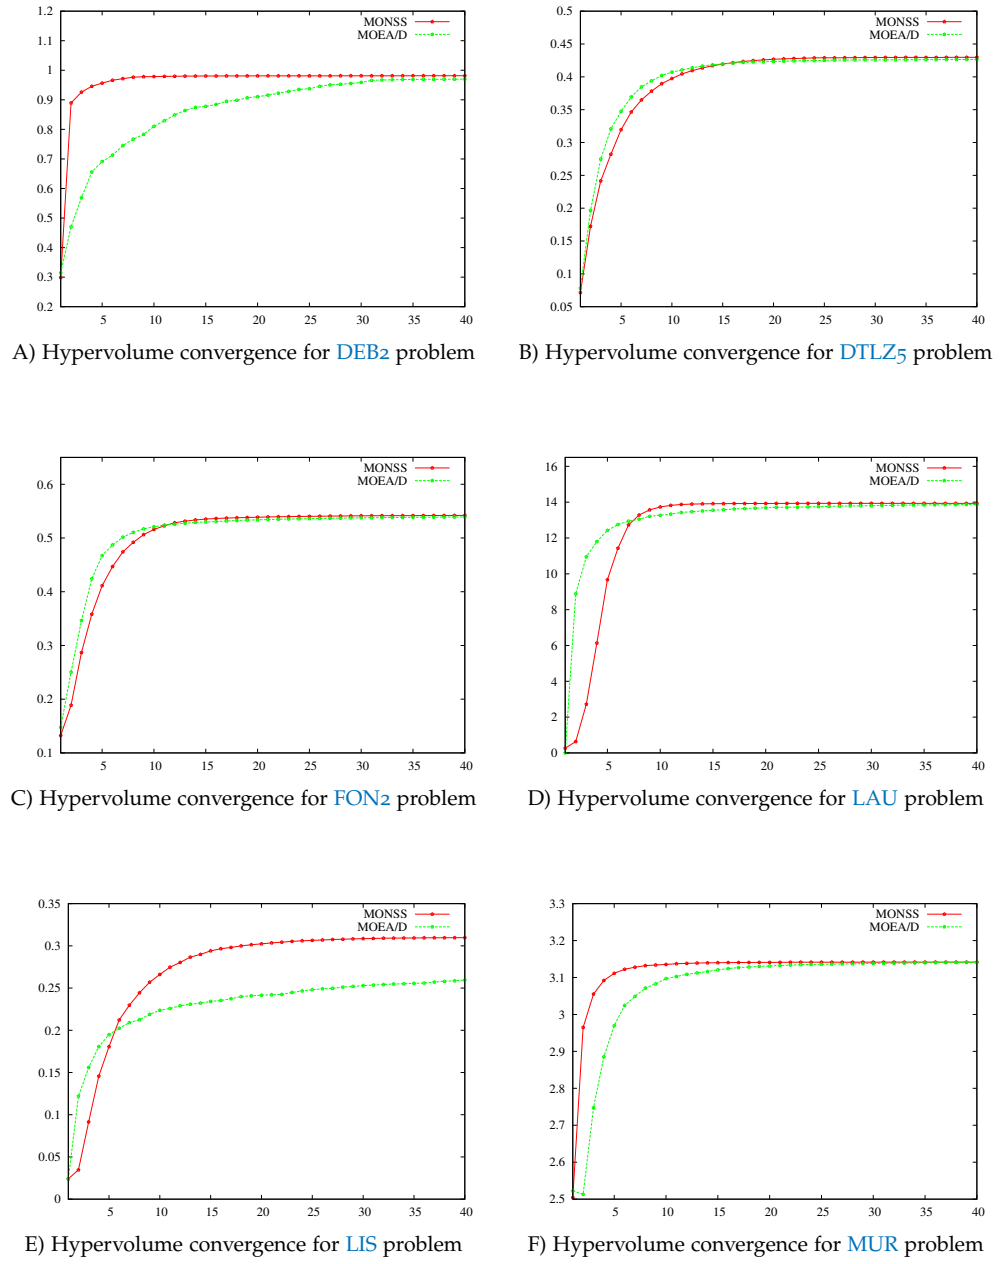 1.2
1.1
1
0.9
0.8
0.7
0.6
0.5
0.4
0.3
0.2
5 10 15 20 25 30 35 40
MONSS
MOEA/D
A) Hypervolume convergence for DEB2 problem
0.5
0.45
0.4
0.35
0.3
0.25
0.2
0.15
0.1
0.05
5 10 15 20 25 30 35 40
MONSS
MOEA/D
B) Hypervolume convergence for DTLZ5 problem
0.6
0.5
0.4
0.3
0.2
0.1
5 10 15 20 25 30 35 40
MONSS
MOEA/D
C) Hypervolume convergence for FON2 problem
16
14
12
10
8
6
4
2
0
5 10 15 20 25 30 35 40
MONSS
MOEA/D
D) Hypervolume convergence for LAU problem
0.35
0.3
0.25
0.2
0.15
0.1
0.05
0
5 10 15 20 25 30 35 40
MONSS
MOEA/D
E) Hypervolume convergence for LIS problem
3.3
3.2
3.1
3
2.9
2.8
2.7
2.6
2.5
5 10 15 20 25 30 35 40
MONSS
MOEA/D
F) Hypervolume convergence for MUR problem